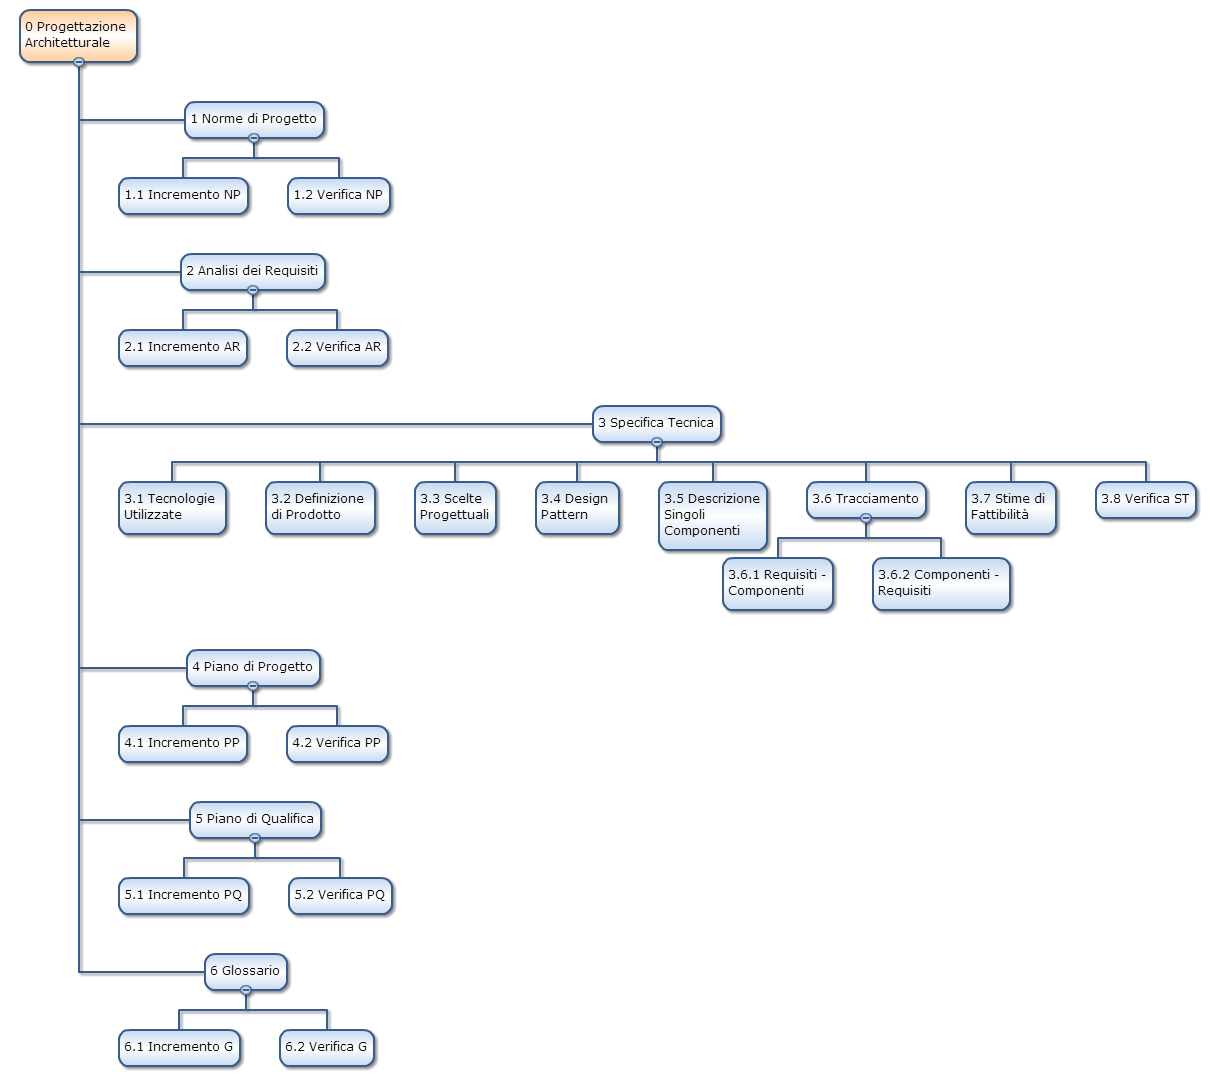 0 Progettazione
Architetturale
1 Norme di Progetto
1.1 Incremento NP
1.2 Verifica NP
2 Analisi dei Requisiti
2.1 Incremento AR
2.2 Verifica AR
3 Specifica Tecnica
3.1 Tecnologie
Utilizzate
3.2 Definizione
di Prodotto
3.3 Scelte
Progettuali
3.4 Design
Pattern
3.5 Descrizione
Singoli
Componenti
3.6 Tracciamento
3.6.1 Requisiti -
Componenti
3.6.2 Componenti -
Requisiti
3.7 Stime di
Fattibilità
3.8 Verifica ST
4 Piano di Progetto
4.1 Incremento PP
4.2 Verifica PP
5 Piano di Qualifica
5.1 Incremento PQ
5.2 Verifica PQ
6 Glossario
6.1 Incremento G
6.2 Verifica G